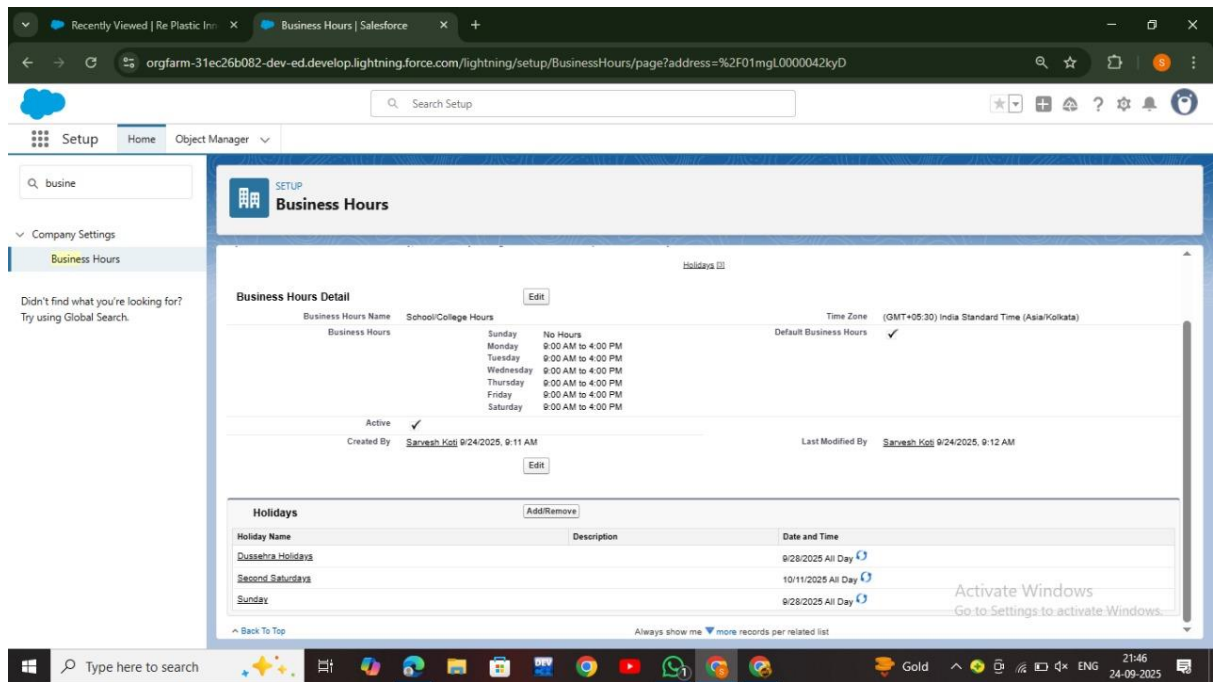 Recently Viewed | Re Plastic Inn
Business Hours | Salesforce
orgfarm-31ec26b082-dev-ed.develop.lightning.force.com/lightning/setup/BusinessHours/page?address=%2F01mgL0000042kyD
S
Search Setup
Setup Home Object Manager
busine
Company Settings
Business Hours
Didn't find what you're looking for?
Try using Global Search.
SETUP
Business Hours
Holidays [3]
Business Hours Detail Edit
Business Hours Name School/College Hours Time Zone (GMT+05:30) India Standard Time (Asia/Kolkata)
Business Hours Sunday No Hours Default Business Hours ✓
Monday 9:00 AM to 4:00 PM
Tuesday 9:00 AM to 4:00 PM
Wednesday 9:00 AM to 4:00 PM
Thursday 9:00 AM to 4:00 PM
Friday 9:00 AM to 4:00 PM
Saturday 9:00 AM to 4:00 PM
Active ✓
Created By Sarvesh Koti 9/24/2025, 9:11 AM Last Modified By Sarvesh Koti 9/24/2025, 9:12 AM
Edit
Holidays Add/Remove
Holiday Name Description Date and Time
Dussehra Holidays 9/28/2025 All Day
Second Saturdays 10/11/2025 All Day
Sunday 9/28/2025 All Day
Activate Windows
Go to Settings to activate Windows.
Back To Top Always show me more records per related list
Type here to search DEV 1 Gold ENG 21:46
24-09-2025